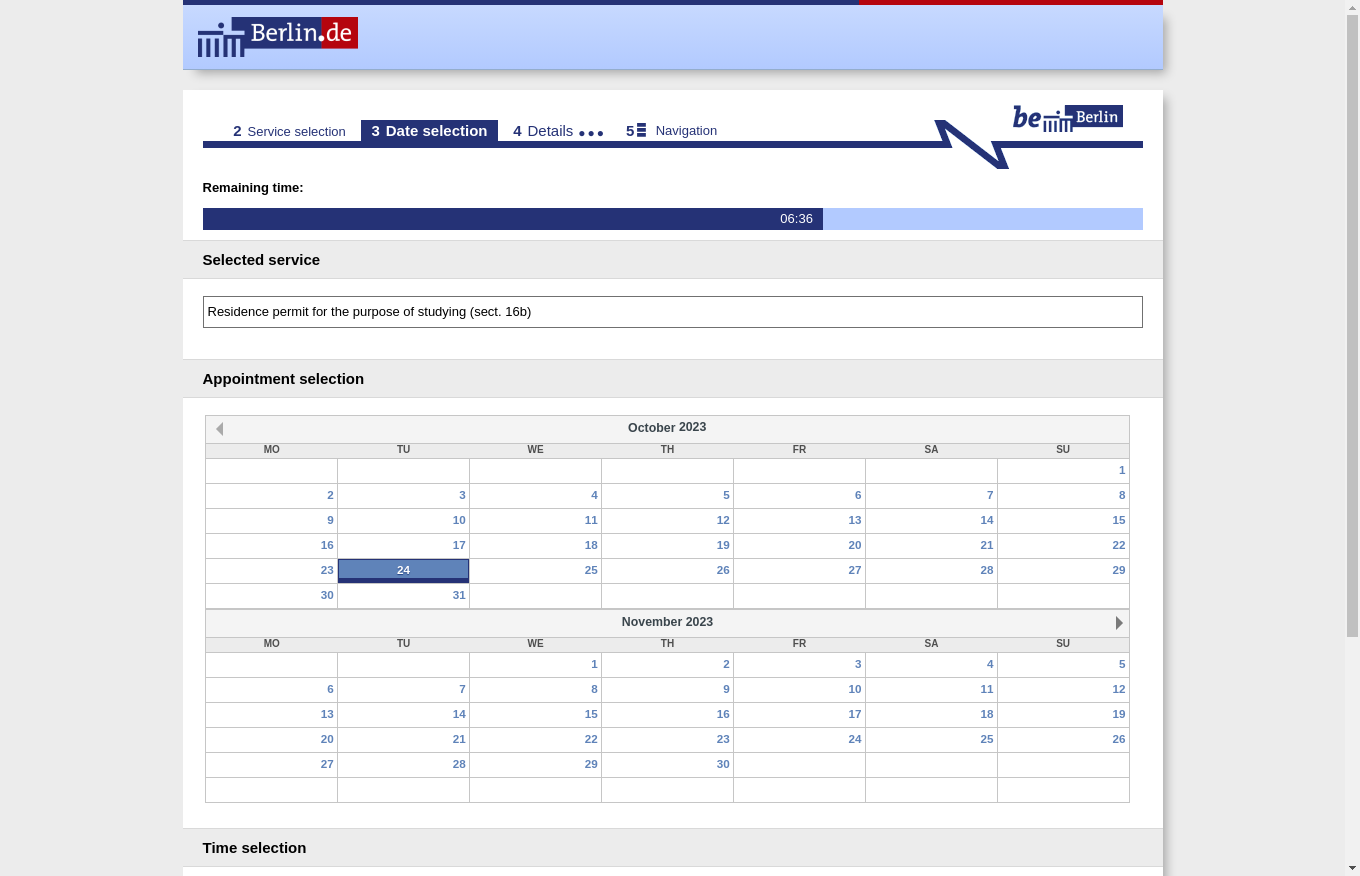 Berlin.de
be Berlin
2 Service selection 3 Date selection 4 Details ●●● 5 Navigation
Remaining time:
06:36
Selected service
Residence permit for the purpose of studying (sect. 16b)
Appointment selection
October 2023
MO TU WE TH FR SA SU
1
2 3 4 5 6 7 8
9 10 11 12 13 14 15
16 17 18 19 20 21 22
23 24 25 26 27 28 29
30 31
November 2023
MO TU WE TH FR SA SU
1 2 3 4 5
6 7 8 9 10 11 12
13 14 15 16 17 18 19
20 21 22 23 24 25 26
27 28 29 30
Time selection